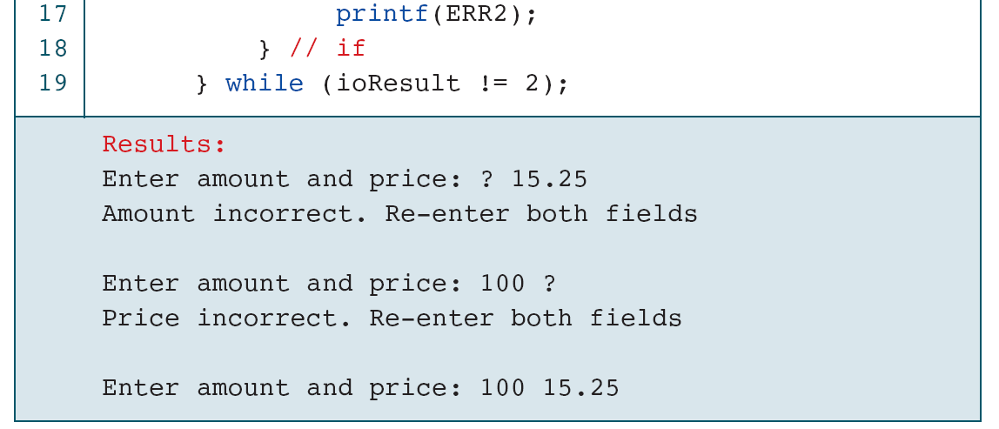 17 printf(ERR2);
18 } // if
19 } while (ioResult != 2);
Results:
Enter amount and price: ? 15.25
Amount incorrect. Re-enter both fields
Enter amount and price: 100 ?
Price incorrect. Re-enter both fields
Enter amount and price: 100 15.25